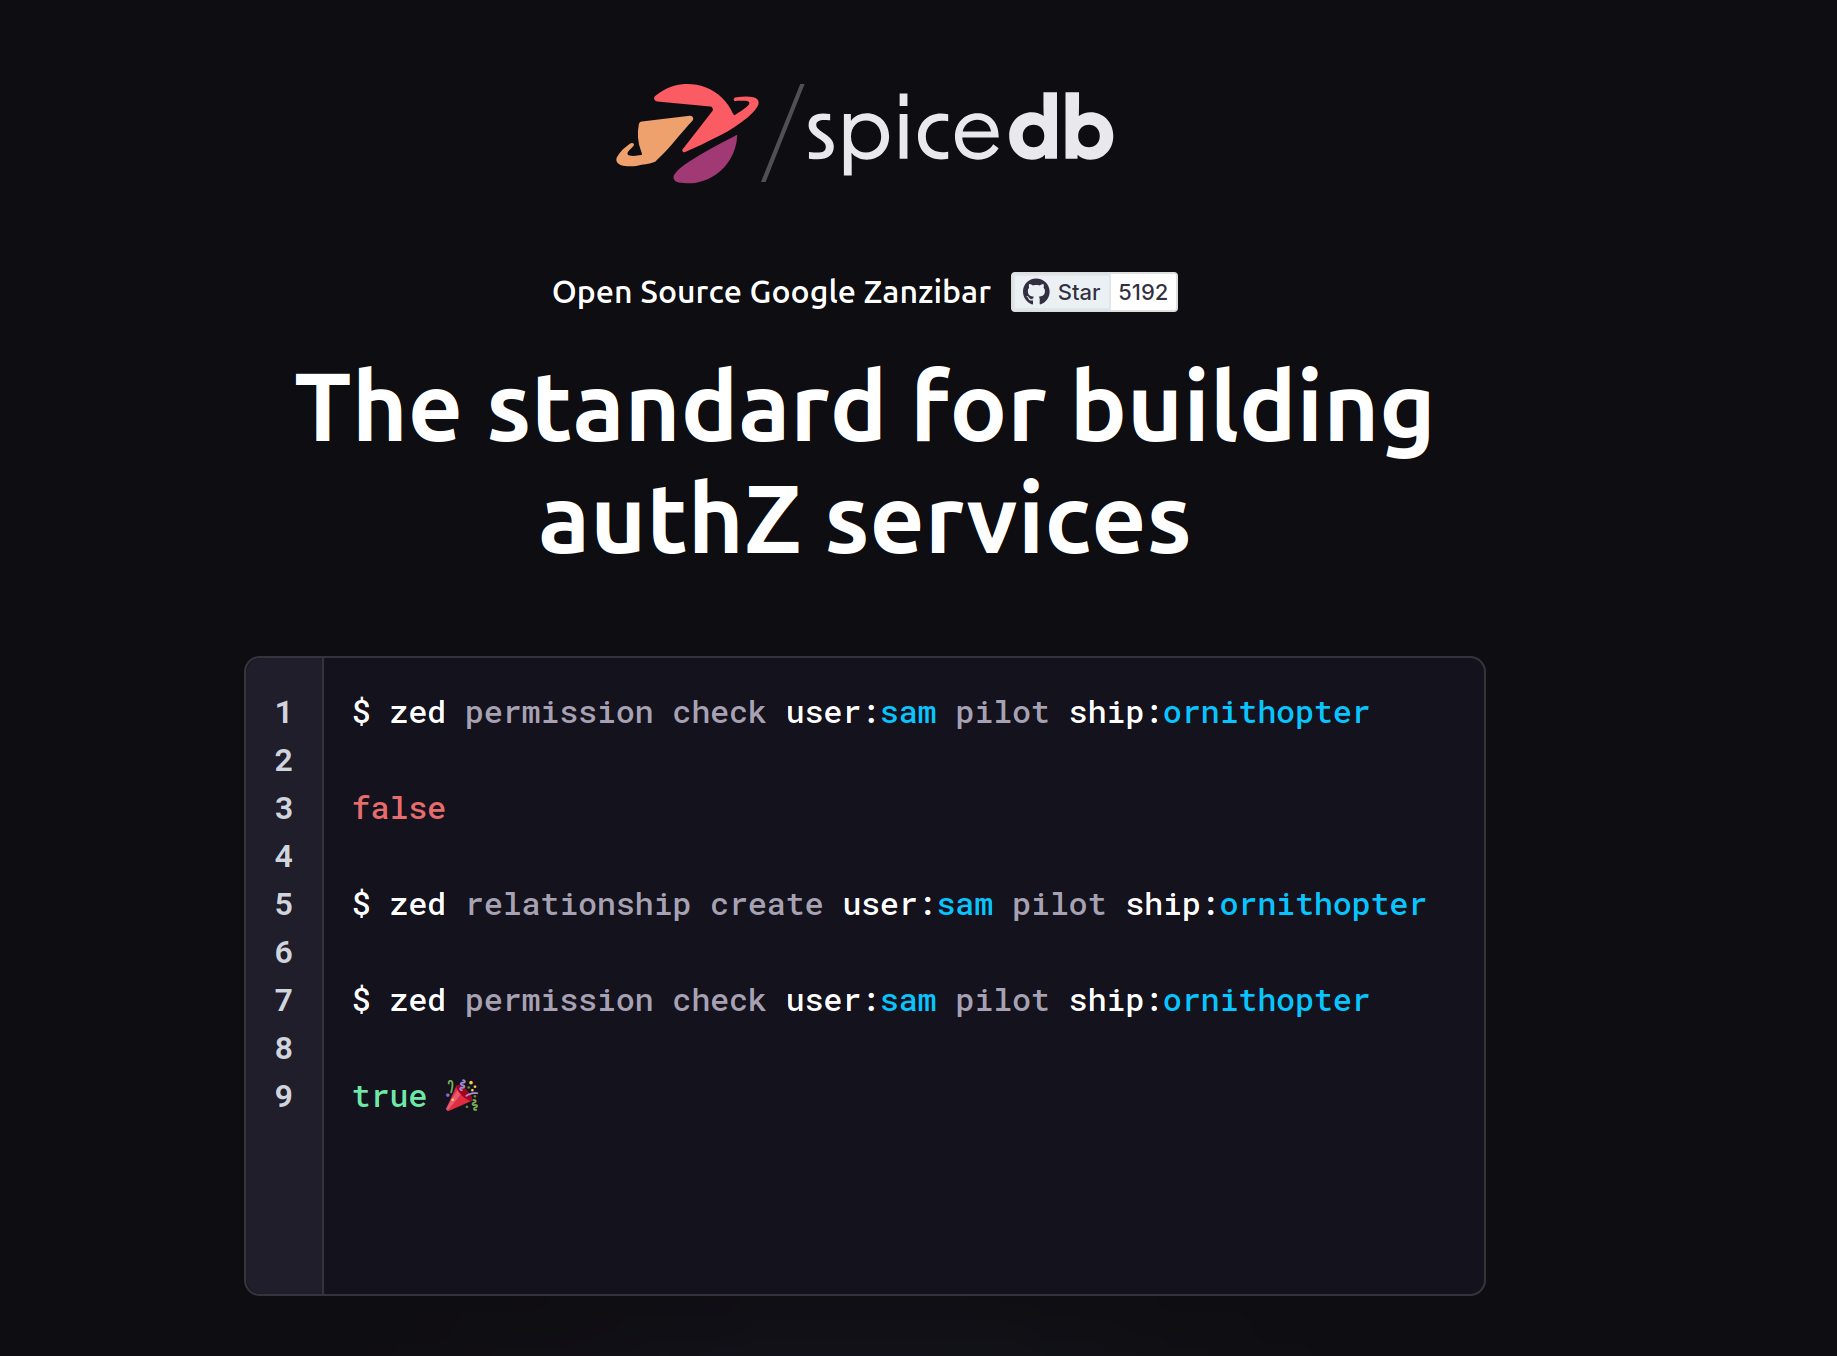 spicedb
Open Source Google Zanzibar Star 5192
The standard for building
authZ services
1 $ zed permission check user:sam pilot ship:ornithopter
2
3 false
4
5 $ zed relationship create user:sam pilot ship:ornithopter
6
7 $ zed permission check user:sam pilot ship:ornithopter
8
9 true 🎉